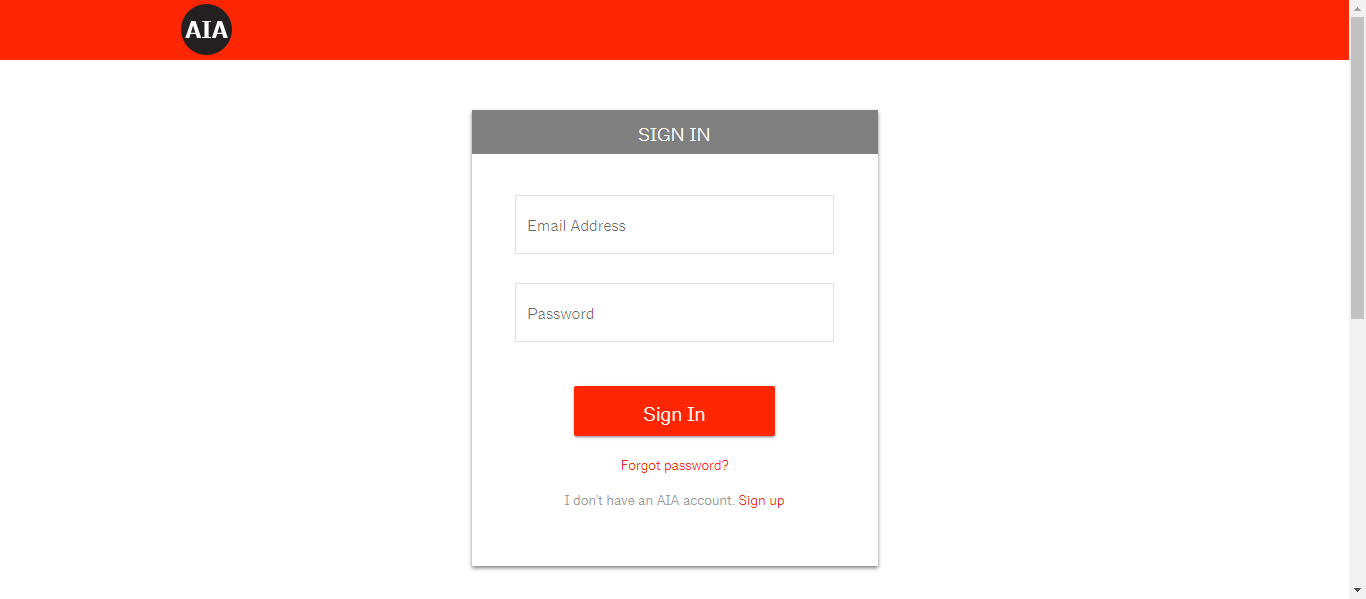 AIA
SIGN IN
Email Address
Password
Sign In
Forgot password?
I don't have an AIA account. Sign up